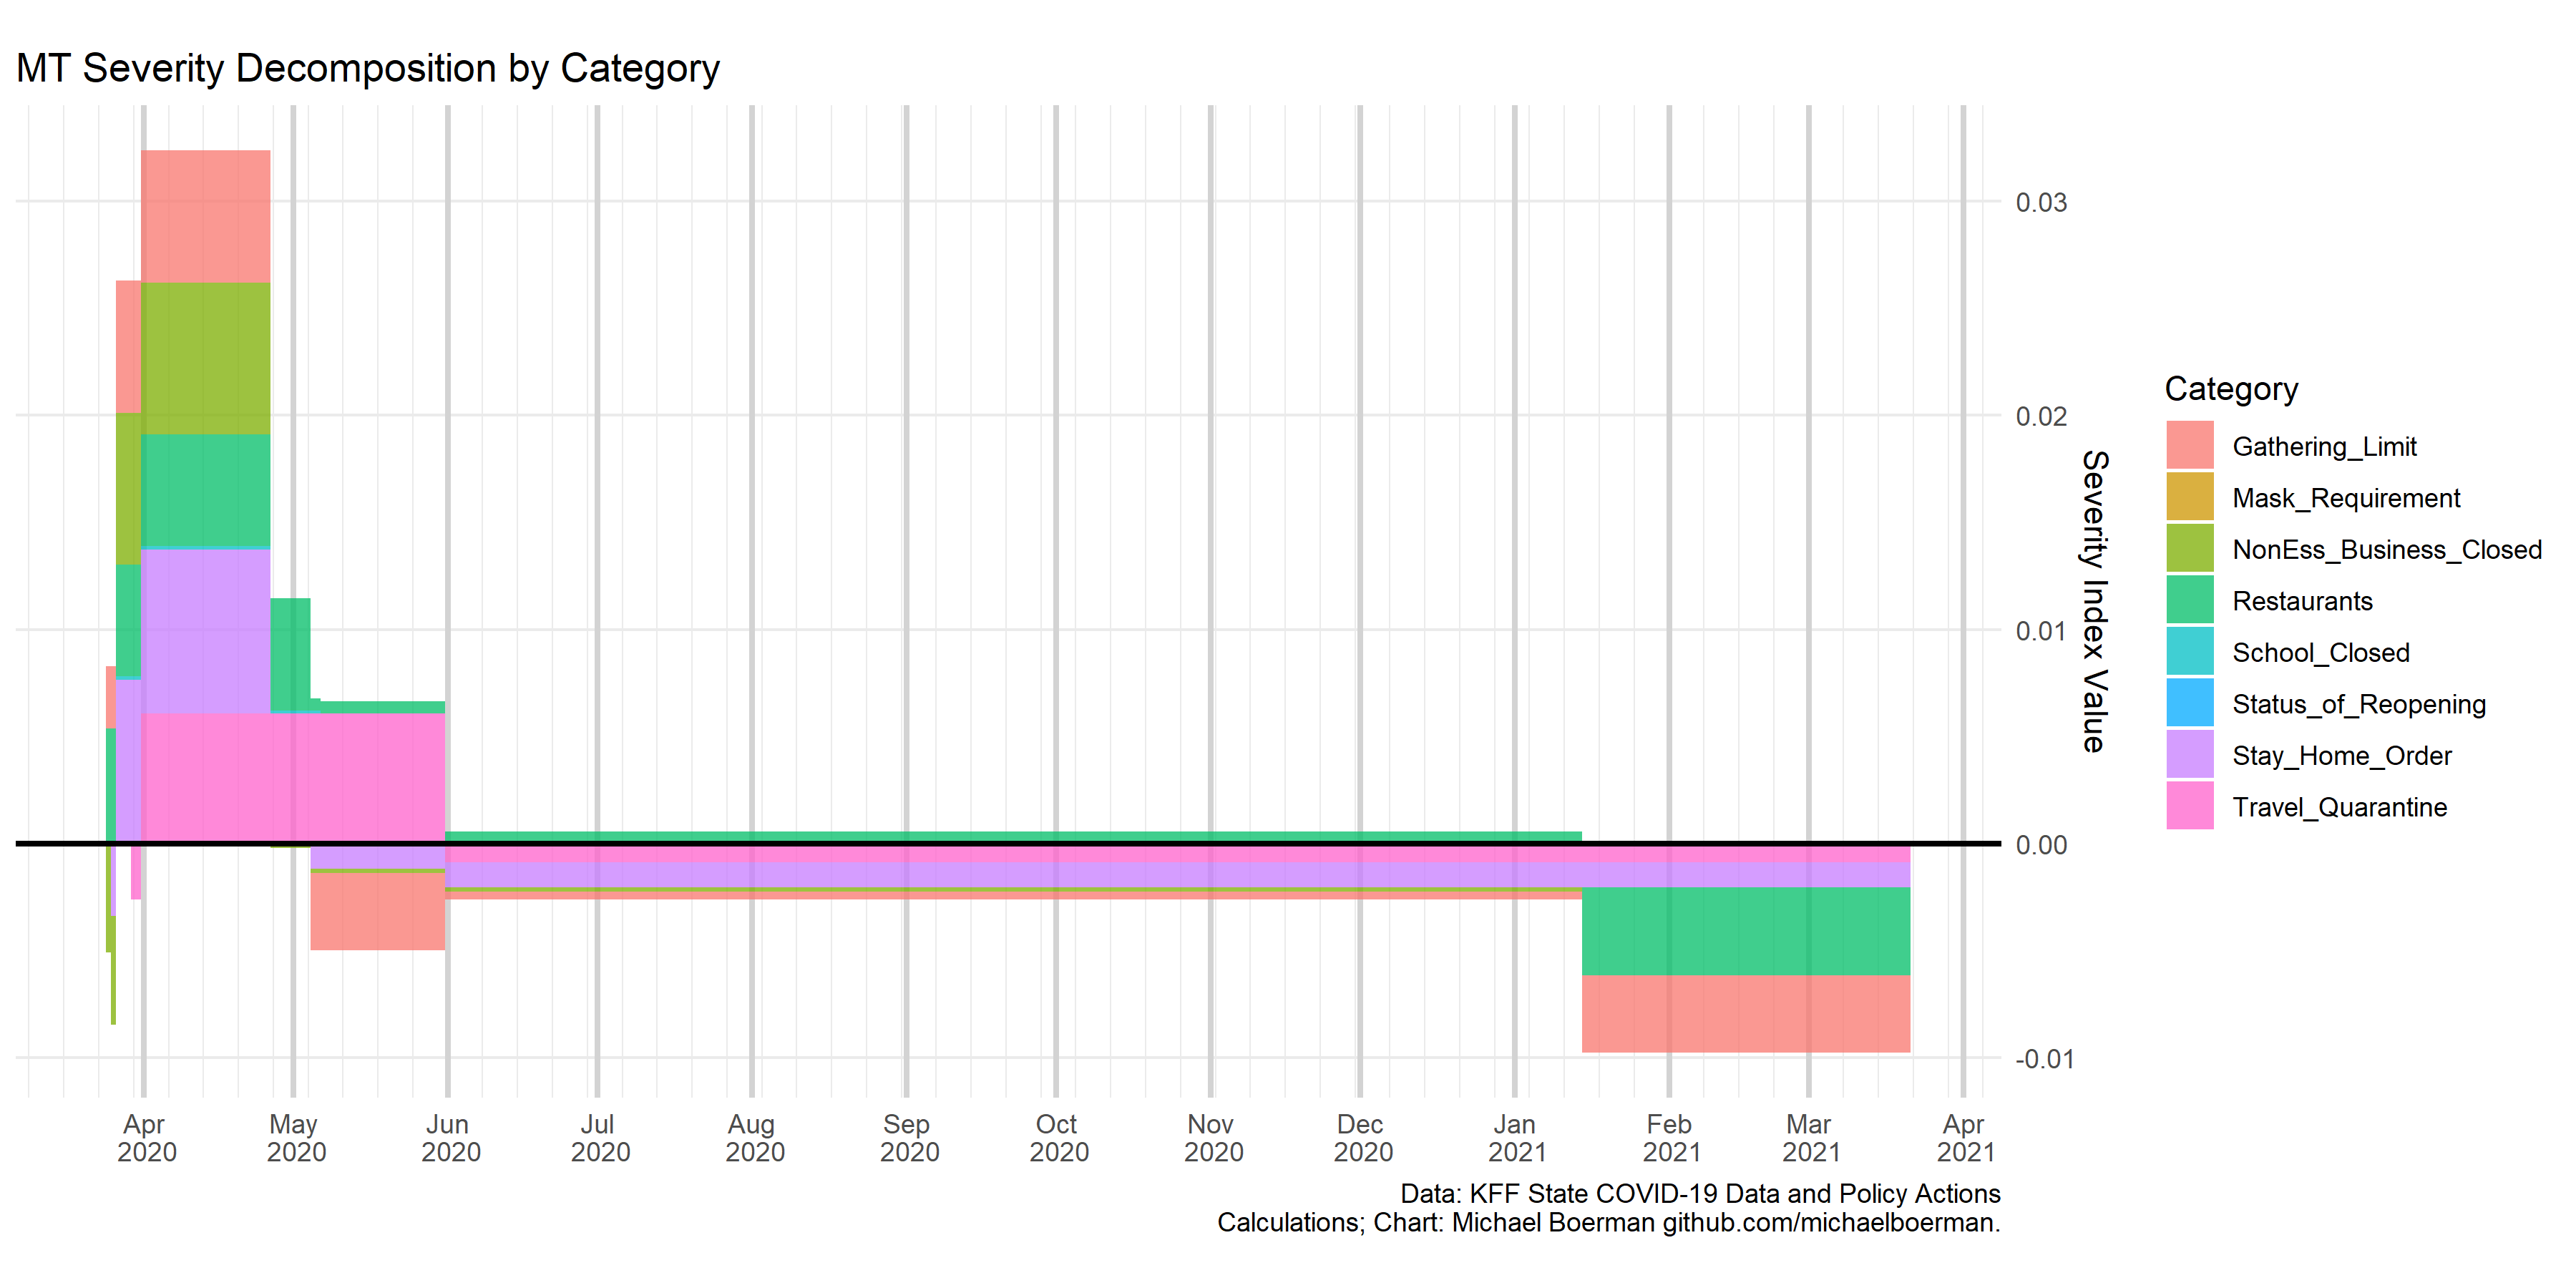 MT Severity Decomposition by Category
0.03
0.02
0.01
0.00
-0.01
Severity Index Value
Category
Gathering_Limit
Mask_Requirement
NonEss_Business_Closed
Restaurants
School_Closed
Status_of_Reopening
Stay_Home_Order
Travel_Quarantine
Apr May Jun Jul Aug Sep Oct Nov Dec Jan Feb Mar Apr
2020 2020 2020 2020 2020 2020 2020 2020 2020 2021 2021 2021 2021
Data: KFF State COVID-19 Data and Policy Actions
Calculations; Chart: Michael Boerman github.com/michaelboerman.